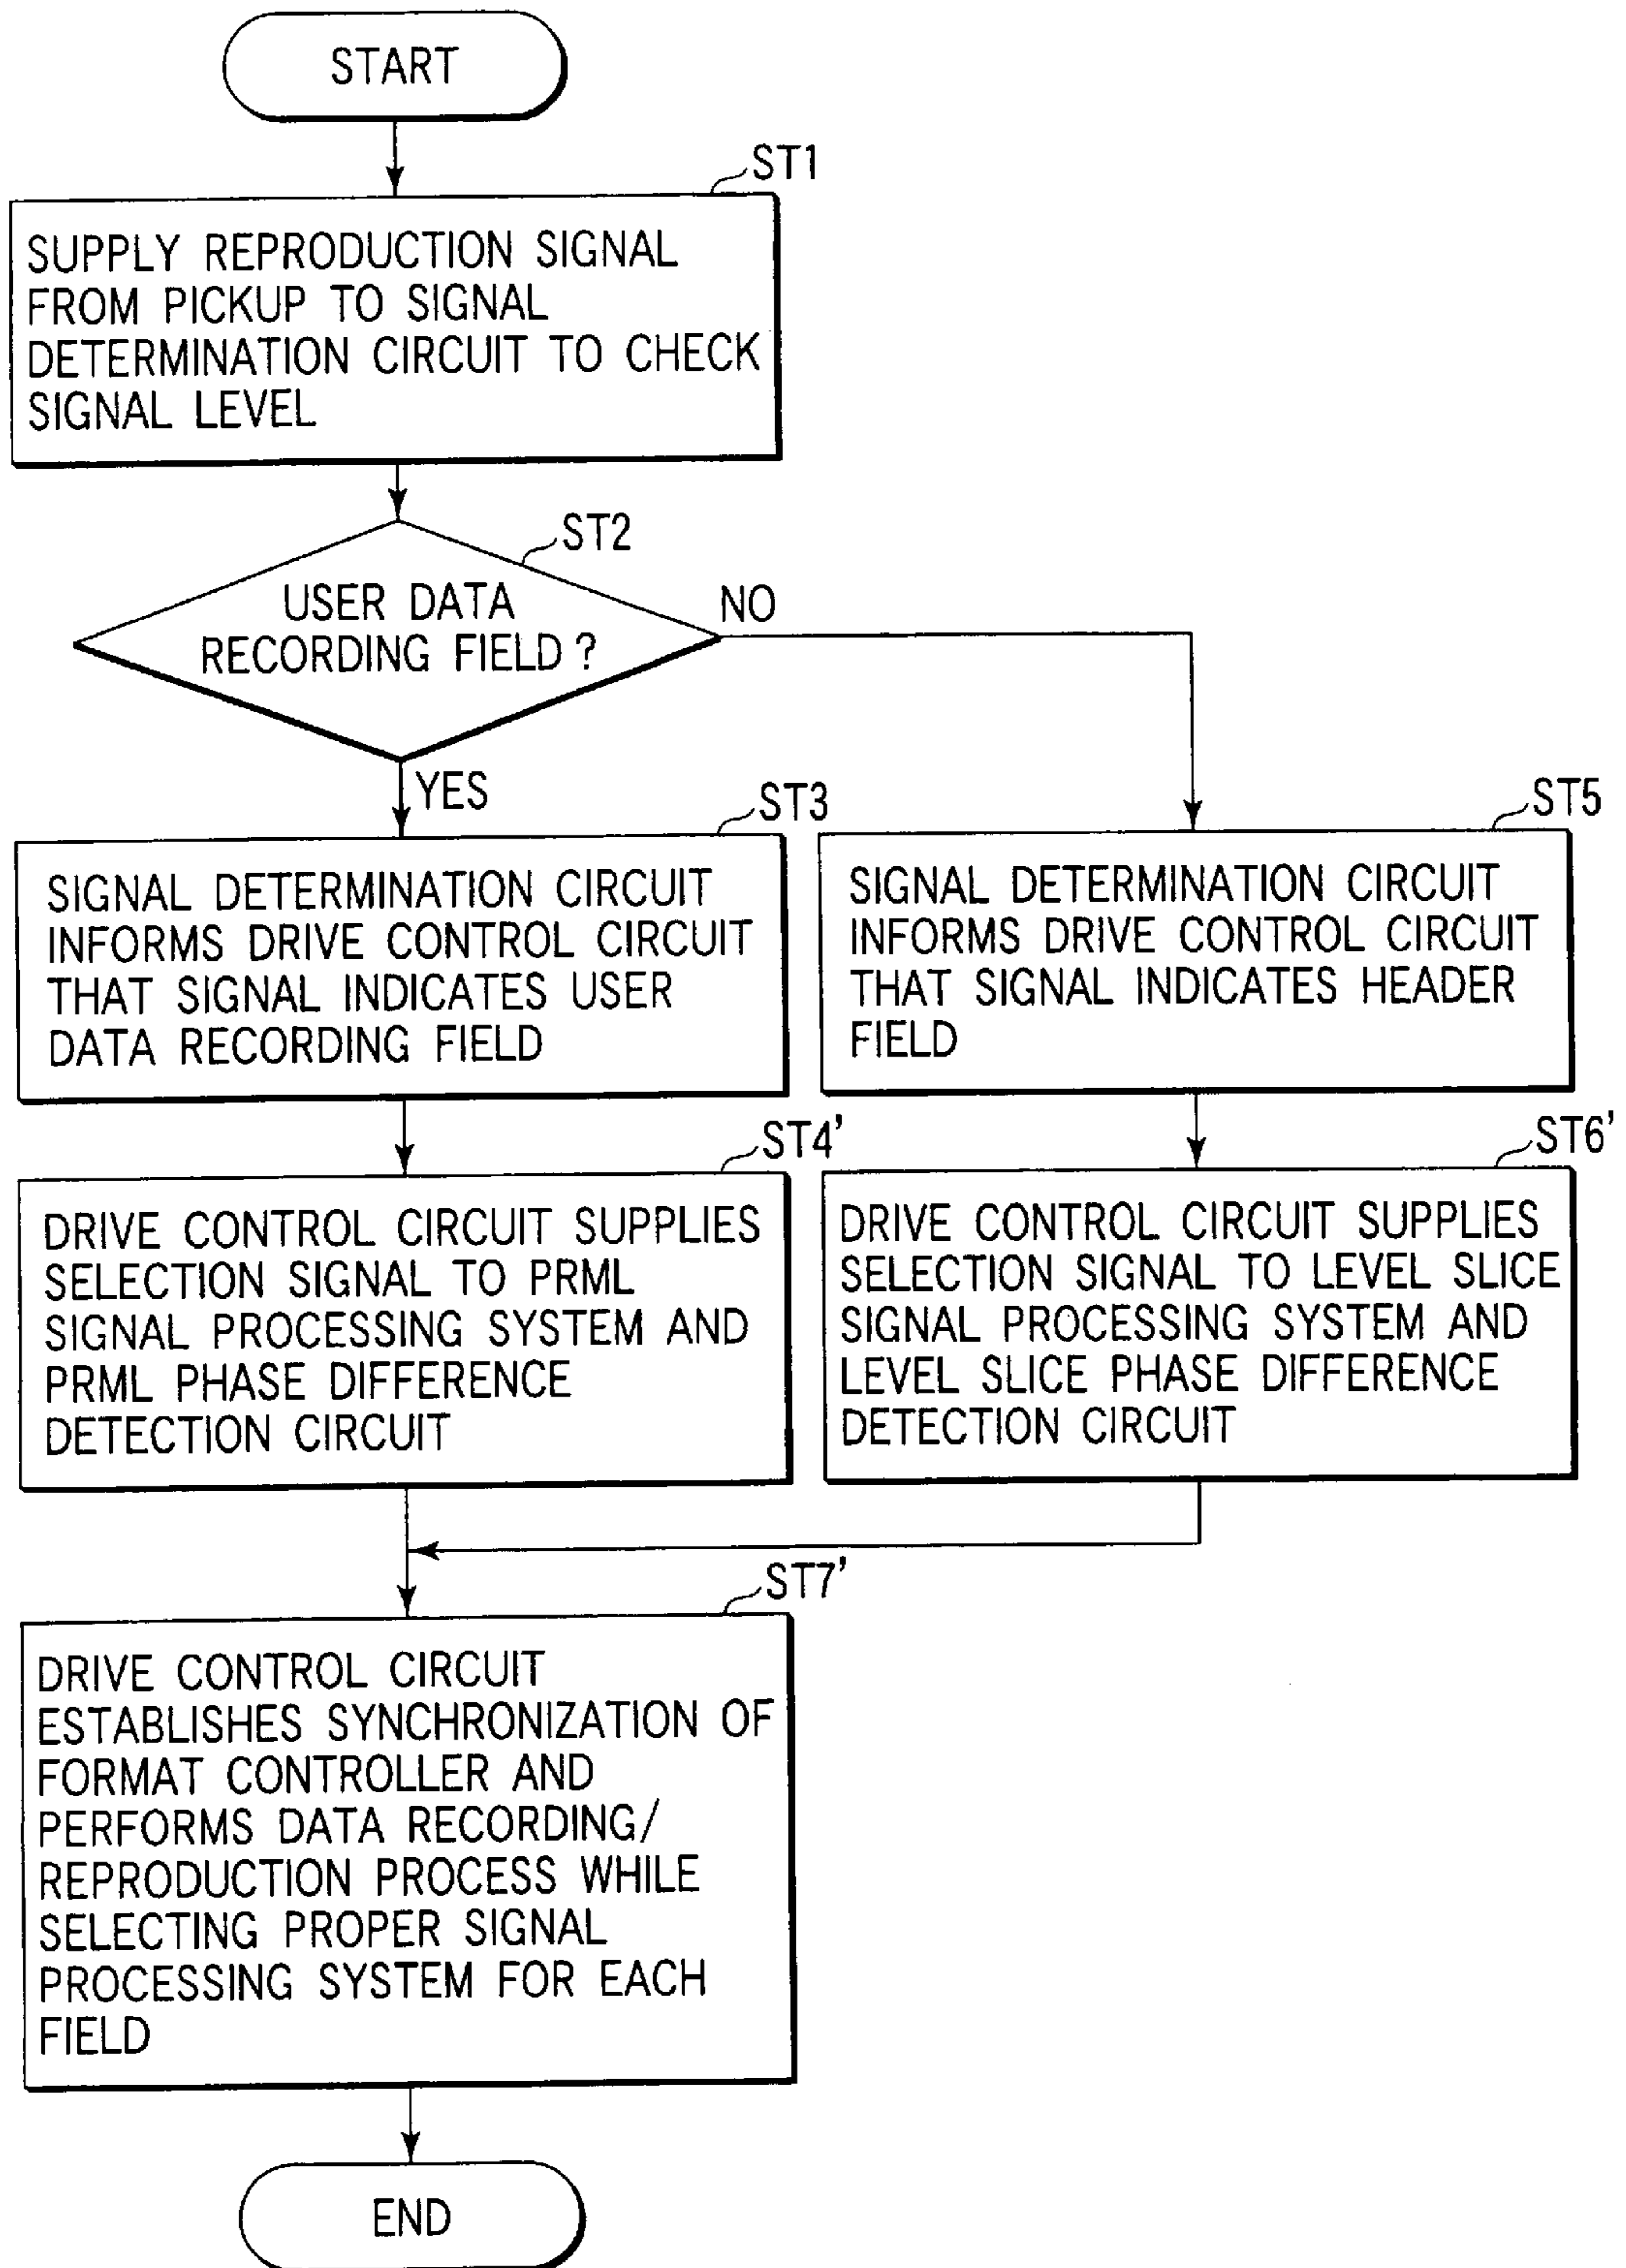 START
ST1
SUPPLY REPRODUCTION SIGNAL
FROM PICKUP TO SIGNAL
DETERMINATION CIRCUIT TO CHECK
SIGNAL LEVEL
ST2
USER DATA
RECORDING FIELD ?
NO
YES
ST3
SIGNAL DETERMINATION CIRCUIT
INFORMS DRIVE CONTROL CIRCUIT
THAT SIGNAL INDICATES USER
DATA RECORDING FIELD
ST5
SIGNAL DETERMINATION CIRCUIT
INFORMS DRIVE CONTROL CIRCUIT
THAT SIGNAL INDICATES HEADER
FIELD
ST4'
DRIVE CONTROL CIRCUIT SUPPLIES
SELECTION SIGNAL TO PRML
SIGNAL PROCESSING SYSTEM AND
PRML PHASE DIFFERENCE
DETECTION CIRCUIT
ST6'
DRIVE CONTROL CIRCUIT SUPPLIES
SELECTION SIGNAL TO LEVEL SLICE
SIGNAL PROCESSING SYSTEM AND
LEVEL SLICE PHASE DIFFERENCE
DETECTION CIRCUIT
ST7'
DRIVE CONTROL CIRCUIT
ESTABLISHES SYNCHRONIZATION OF
FORMAT CONTROLLER AND
PERFORMS DATA RECORDING/
REPRODUCTION PROCESS WHILE
SELECTING PROPER SIGNAL
PROCESSING SYSTEM FOR EACH
FIELD
END